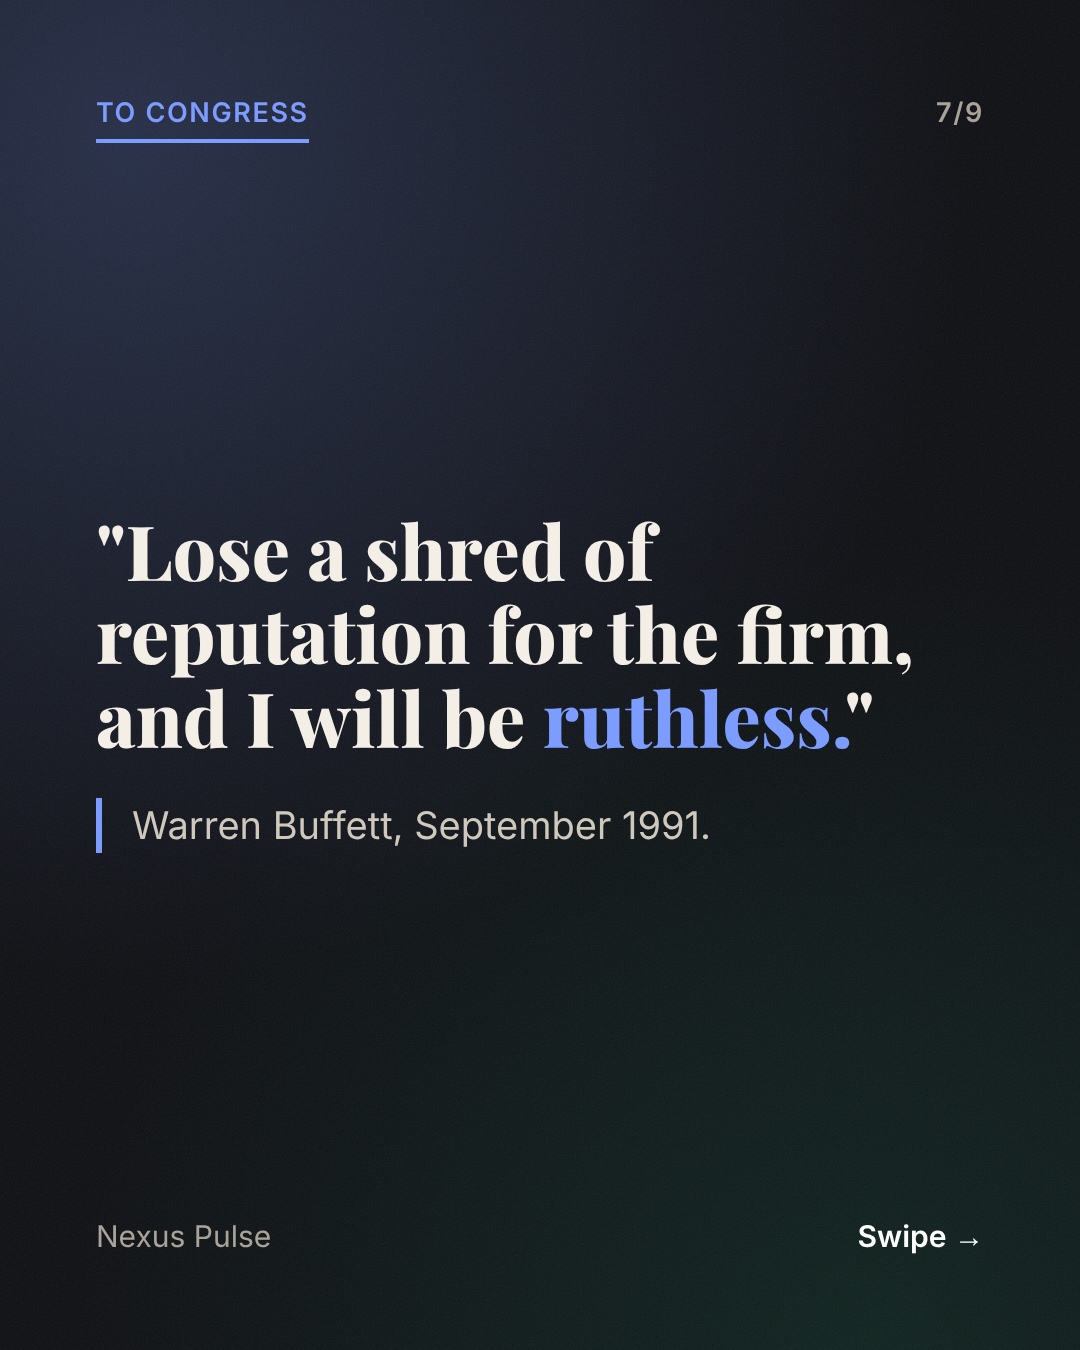 TO CONGRESS
7/9
"Lose a shred of
reputation for the firm,
and I will be ruthless."
Warren Buffett, September 1991.
Nexus Pulse
Swipe →